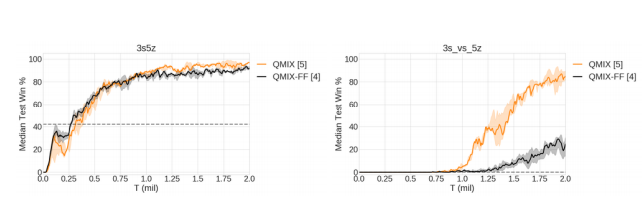 3s5z
Median Test Win %
100
80
60
40
20
0
0.0 0.25 0.5 0.75 1.0 1.25 1.5 1.75 2.0
T (mil)
QMIX [5]
QMIX-FF [4]
3s_vs_5z
Median Test Win %
100
80
60
40
20
0
0.0 0.25 0.5 0.75 1.0 1.25 1.5 1.75 2.0
T (mil)
QMIX [5]
QMIX-FF [4]